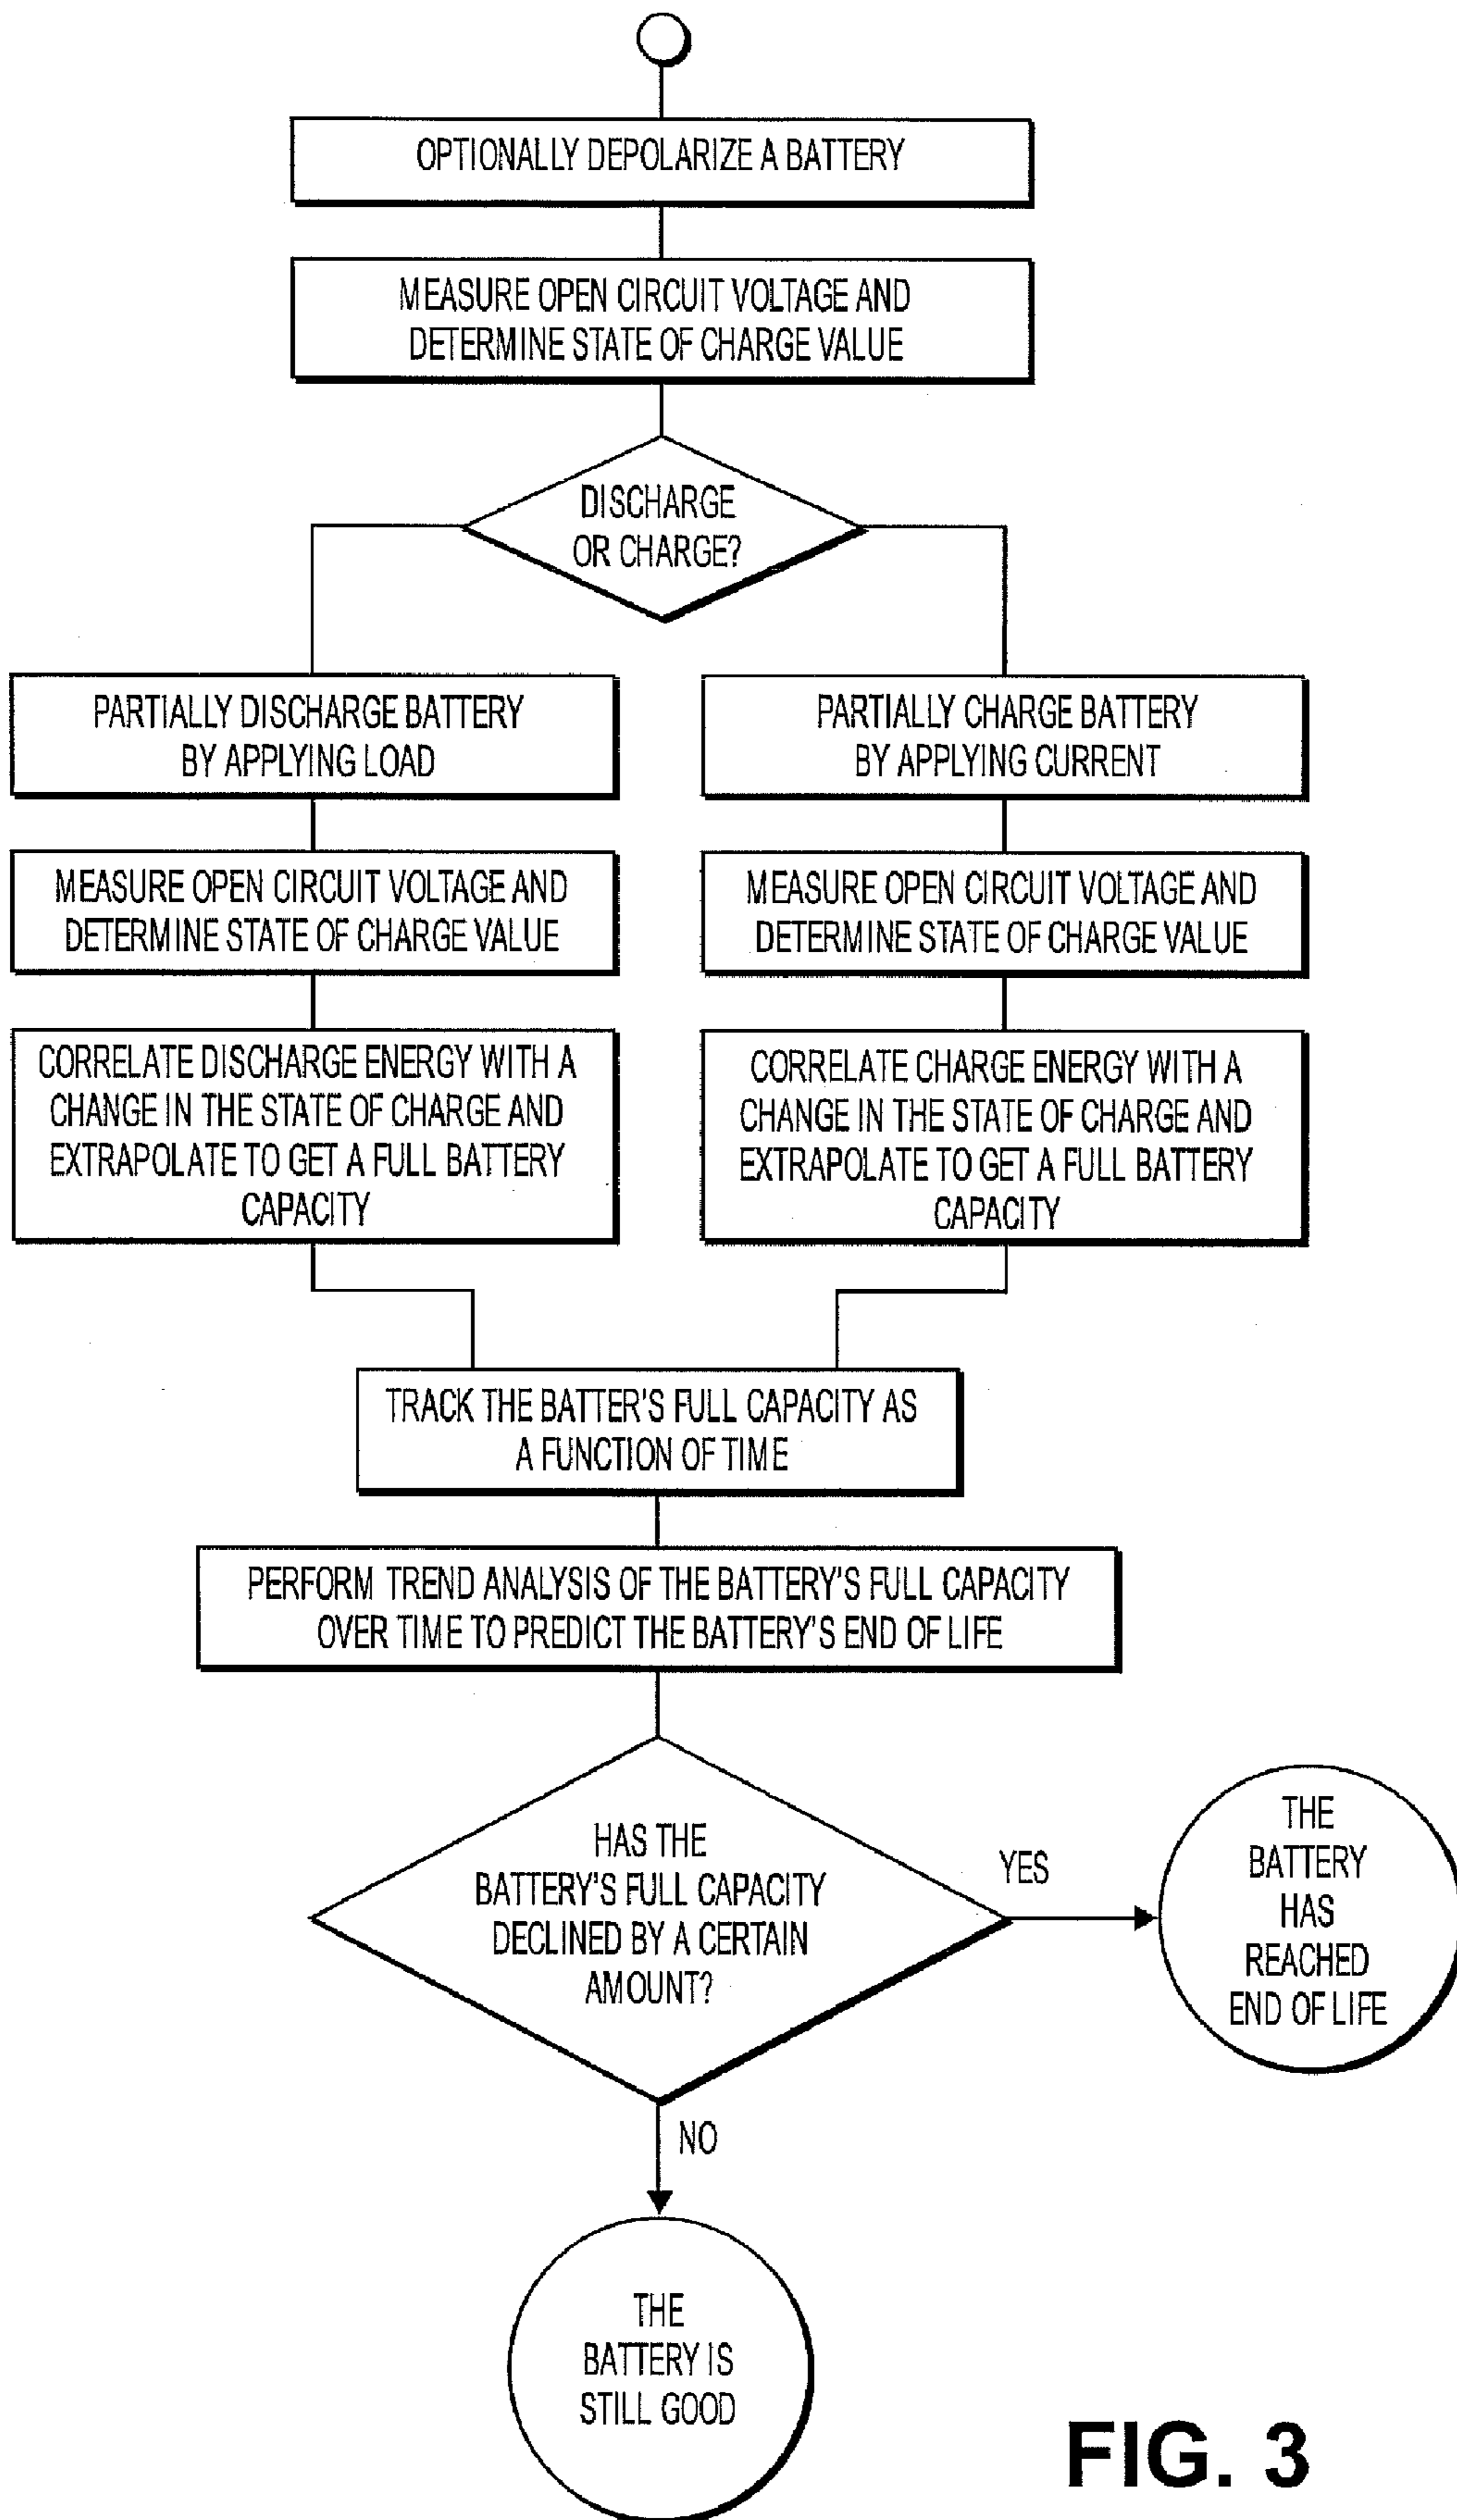 OPTIONALLY DEPOLARIZE A BATTERY
MEASURE OPEN CIRCUIT VOLTAGE AND
DETERMINE STATE OF CHARGE VALUE
DISCHARGE
OR CHARGE?
PARTIALLY DISCHARGE BATTERY
BY APPLYING LOAD
MEASURE OPEN CIRCUIT VOLTAGE AND
DETERMINE STATE OF CHARGE VALUE
CORRELATE DISCHARGE ENERGY WITH A
CHANGE IN THE STATE OF CHARGE AND
EXTRAPOLATE TO GET A FULL BATTERY
CAPACITY
PARTIALLY CHARGE BATTERY
BY APPLYING CURRENT
MEASURE OPEN CIRCUIT VOLTAGE AND
DETERMINE STATE OF CHARGE VALUE
CORRELATE CHARGE ENERGY WITH A
CHANGE IN THE STATE OF CHARGE AND
EXTRAPOLATE TO GET A FULL BATTERY
CAPACITY
TRACK THE BATTER'S FULL CAPACITY AS
A FUNCTION OF TIME
PERFORM TREND ANALYSIS OF THE BATTERY'S FULL CAPACITY
OVER TIME TO PREDICT THE BATTERY'S END OF LIFE
HAS THE
BATTERY'S FULL CAPACITY
DECLINED BY A CERTAIN
AMOUNT?
YES
THE
BATTERY
HAS
REACHED
END OF LIFE
NO
THE
BATTERY IS
STILL GOOD
FIG. 3